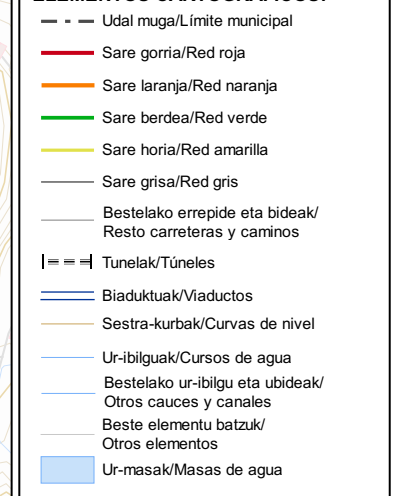 ELEMENTOS CARTOGRÁFICOS:
Udal muga/Límite municipal
Sare gorria/Red roja
Sare laranja/Red naranja
Sare berdea/Red verde
Sare horia/Red amarilla
Sare grisa/Red gris
Bestelako errepide eta bideak/
Resto carreteras y caminos
Tunelak/Túneles
Biaduktuak/Viaductos
Sestra-kurbak/Curvas de nivel
Ur-ibilguak/Cursos de agua
Bestelako ur-ibilgu eta ubideak/
Otros cauces y canales
Beste elementu batzuk/
Otros elementos
Ur-masak/Masas de agua